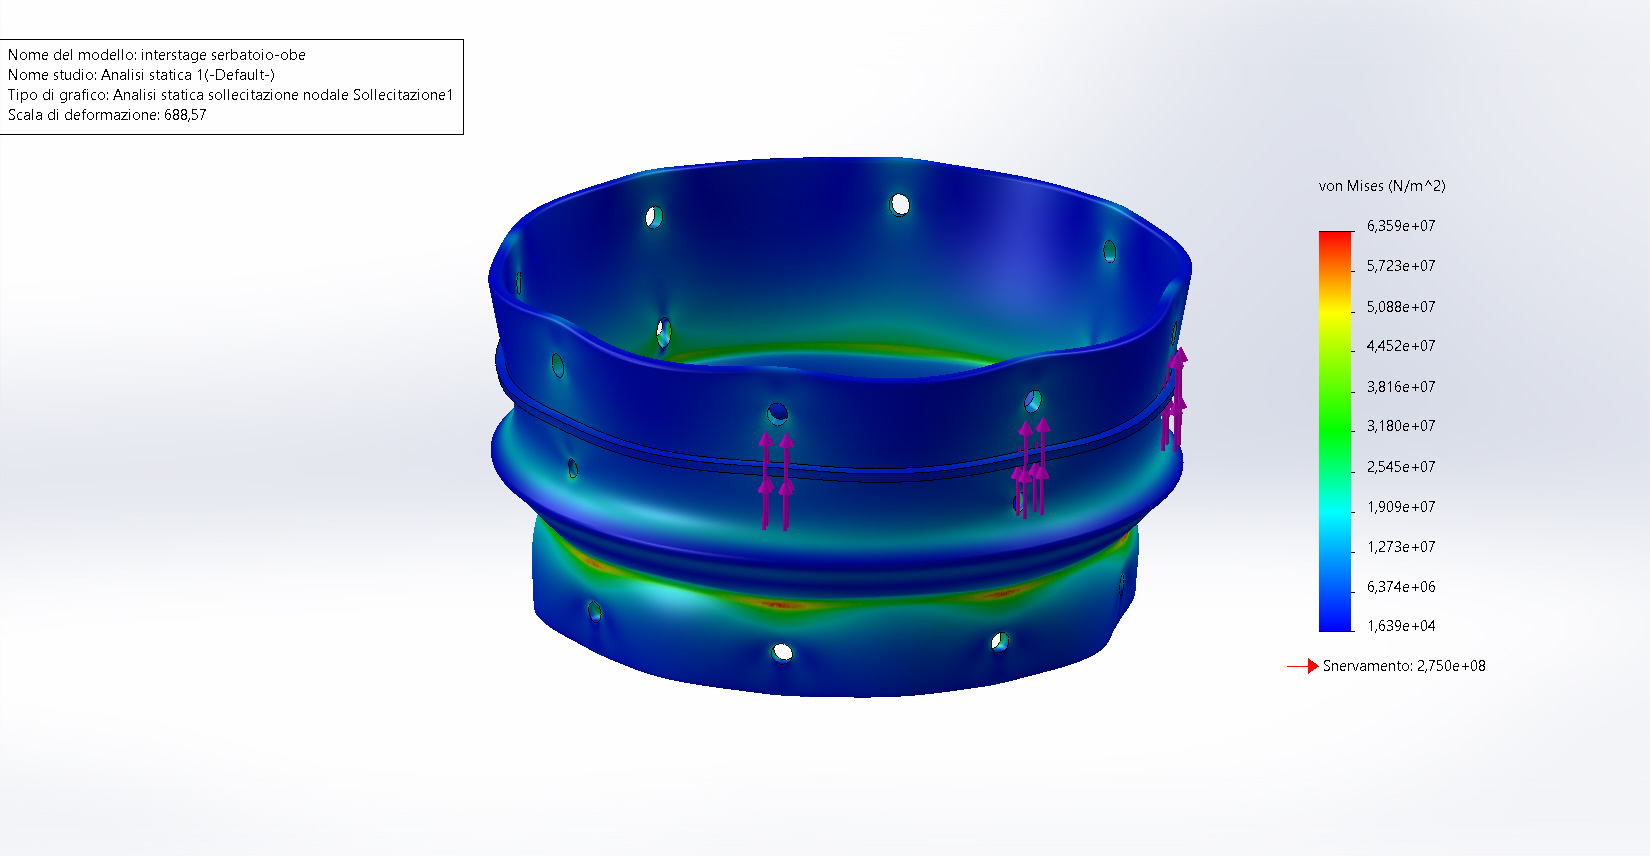 Nome del modello: interstage serbatoio-obe
Nome studio: Analisi statica 1(-Default-)
Tipo di grafico: Analisi statica sollecitazione nodale Sollecitazione1
Scala di deformazione: 688,57
von Mises (N/m^2)
6,359e+07
5,723e+07
5,088e+07
4,452e+07
3,816e+07
3,180e+07
2,545e+07
1,909e+07
1,273e+07
6,374e+06
1,639e+04
Snervamento: 2,750e+08